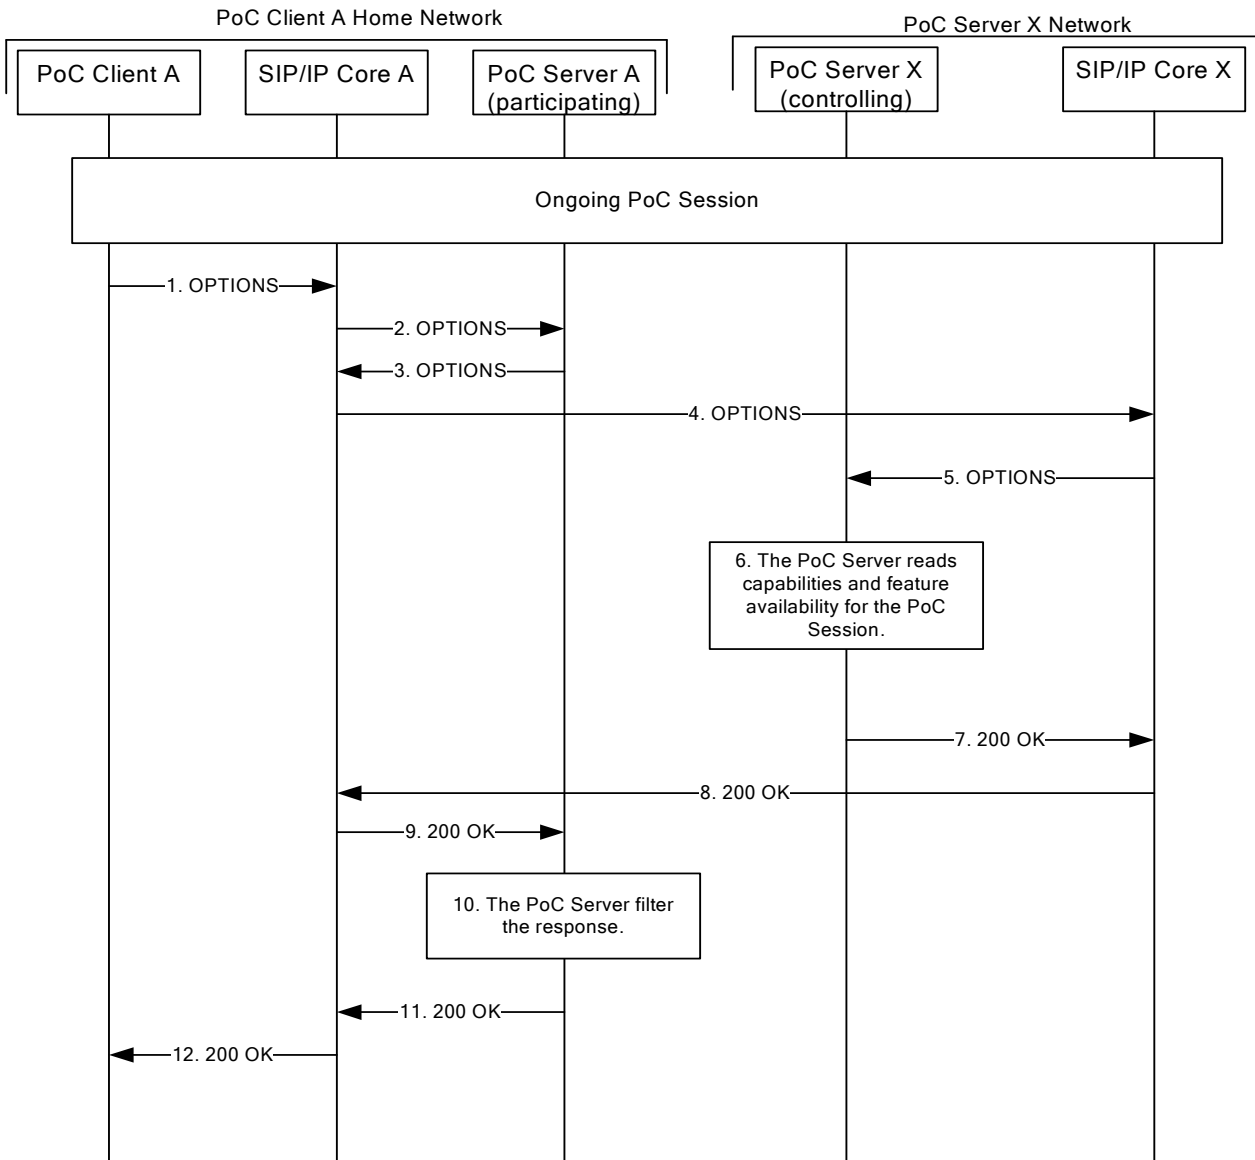 PoC Client A Home Network
PoC Server X Network
PoC Client A
SIP/IP Core A
PoC Server A
(participating)
PoC Server X
(controlling)
SIP/IP Core X
Ongoing PoC Session
1. OPTIONS
2. OPTIONS
3. OPTIONS
4. OPTIONS
5. OPTIONS
6. The PoC Server reads
capabilities and feature
availability for the PoC
Session.
7. 200 OK
8. 200 OK
9. 200 OK
10. The PoC Server filter
the response.
11. 200 OK
12. 200 OK